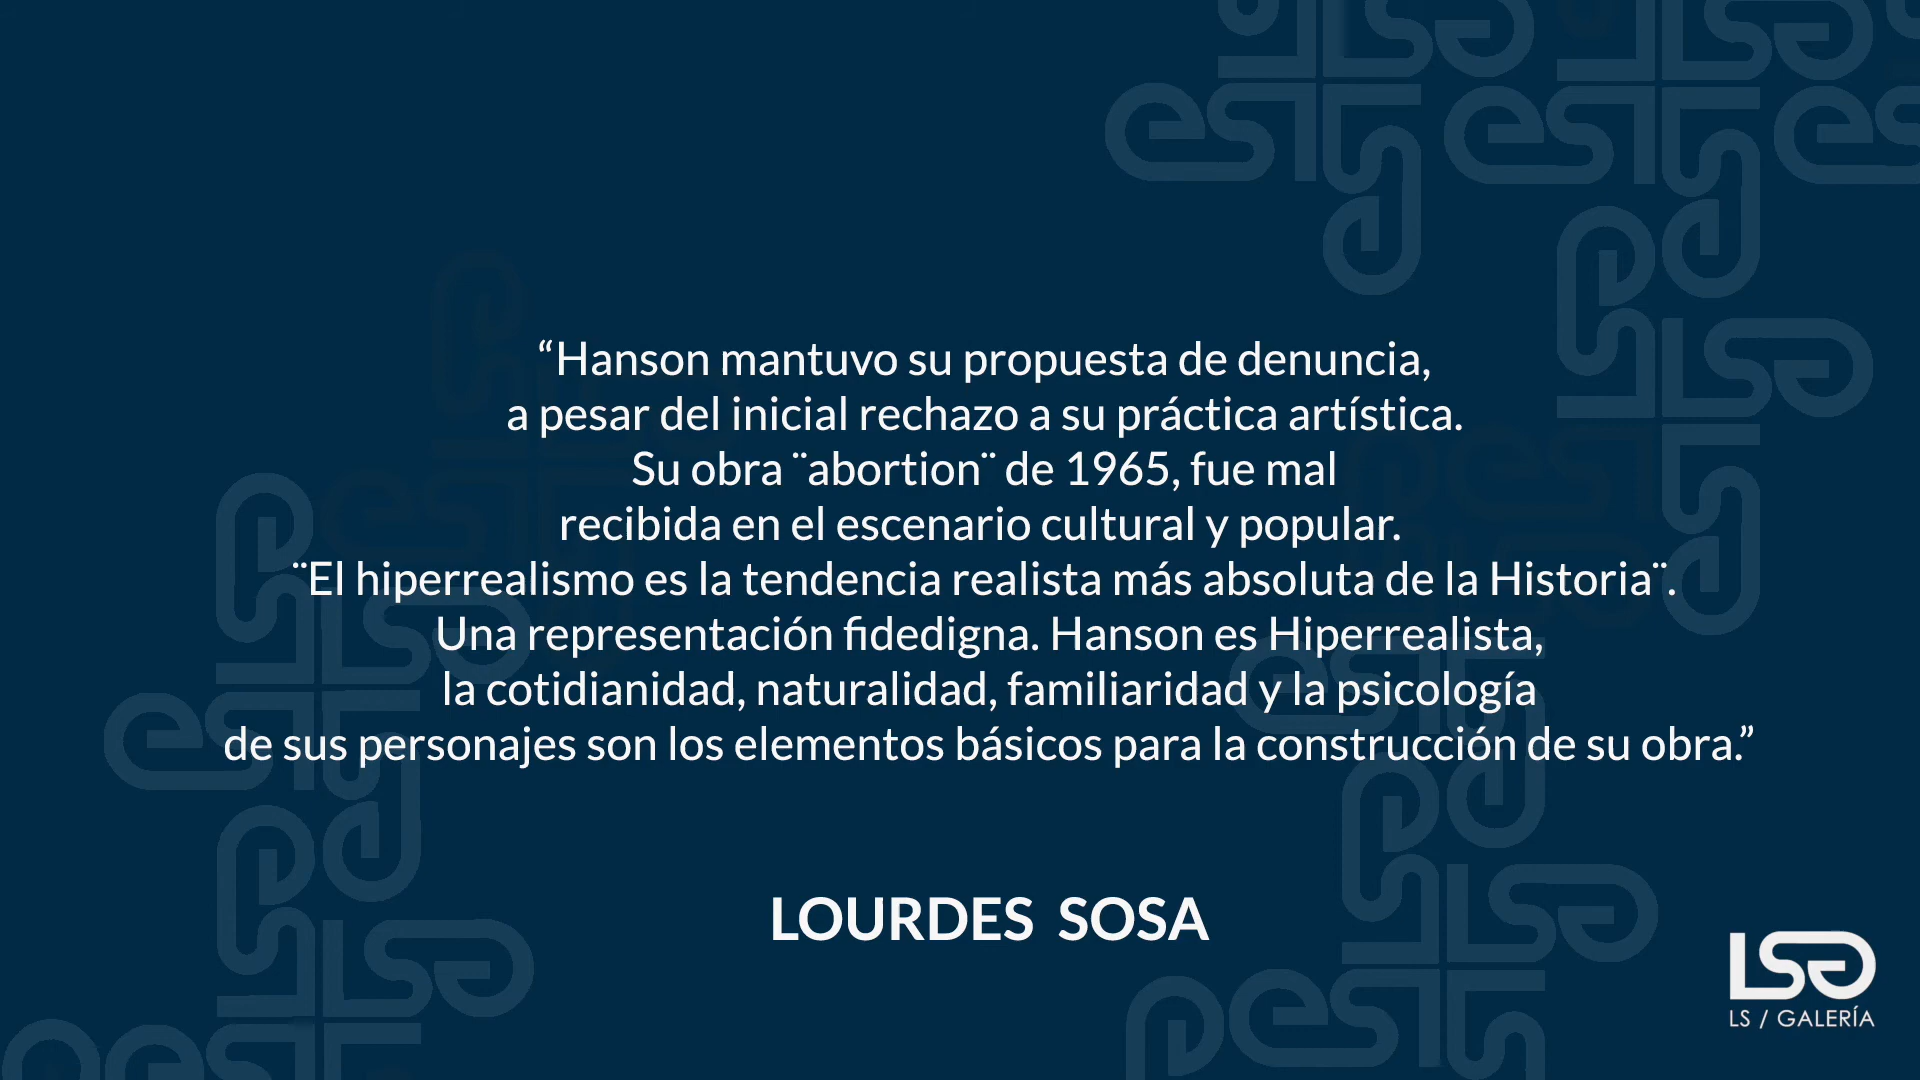 “Hanson mantuvo su propuesta de denuncia,
a pesar del inicial rechazo a su práctica artística.
Su obra ¨abortion¨ de 1965, fue mal
recibida en el escenario cultural y popular.
¨El hiperrealismo es la tendencia realista más absoluta de la Historia¨.
Una representación fidedigna. Hanson es Hiperrealista,
la cotidianidad, naturalidad, familiaridad y la psicología
de sus personajes son los elementos básicos para la construcción de su obra.”
LOURDES SOSA
LSG
LS / GALERÍA